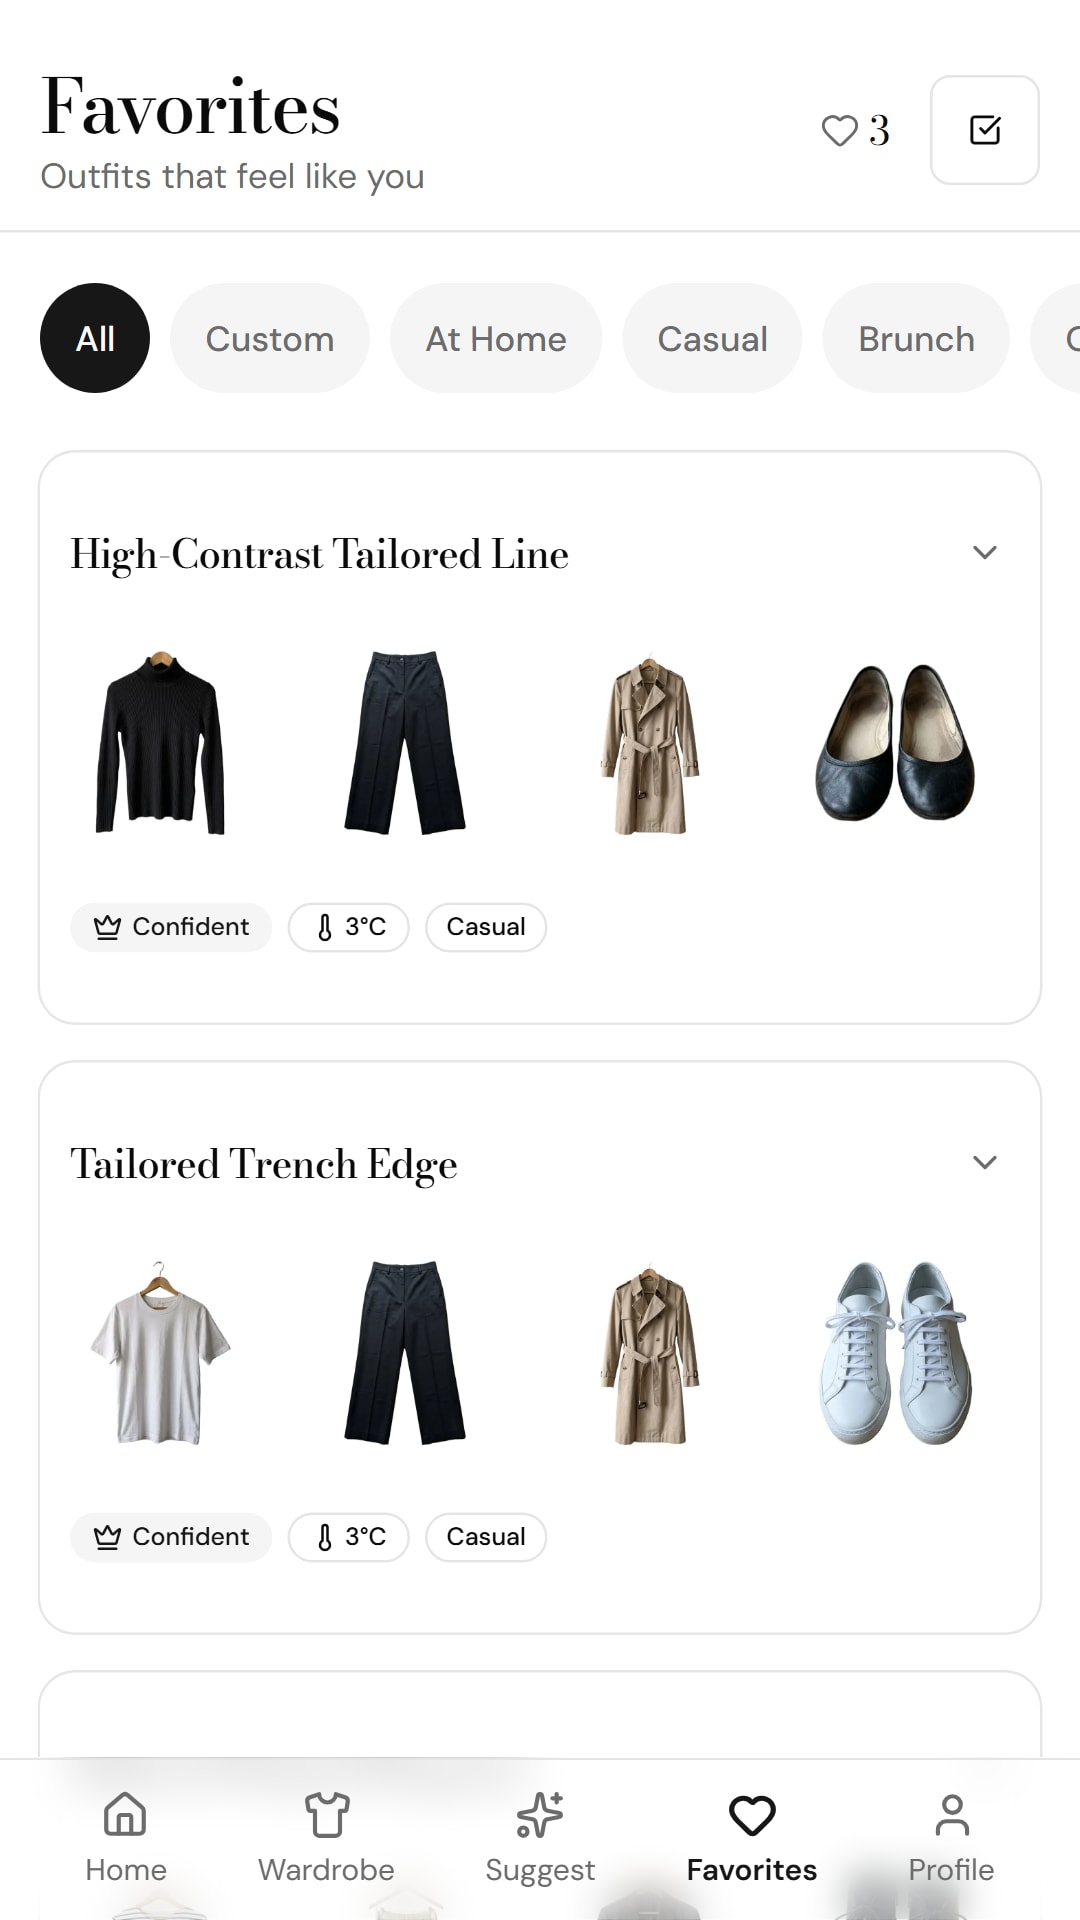 Favorites
Outfits that feel like you
3
All
Custom
At Home
Casual
Brunch
High-Contrast Tailored Line
Confident
3°C
Casual
Tailored Trench Edge
Confident
3°C
Casual
Home
Wardrobe
Suggest
Favorites
Profile